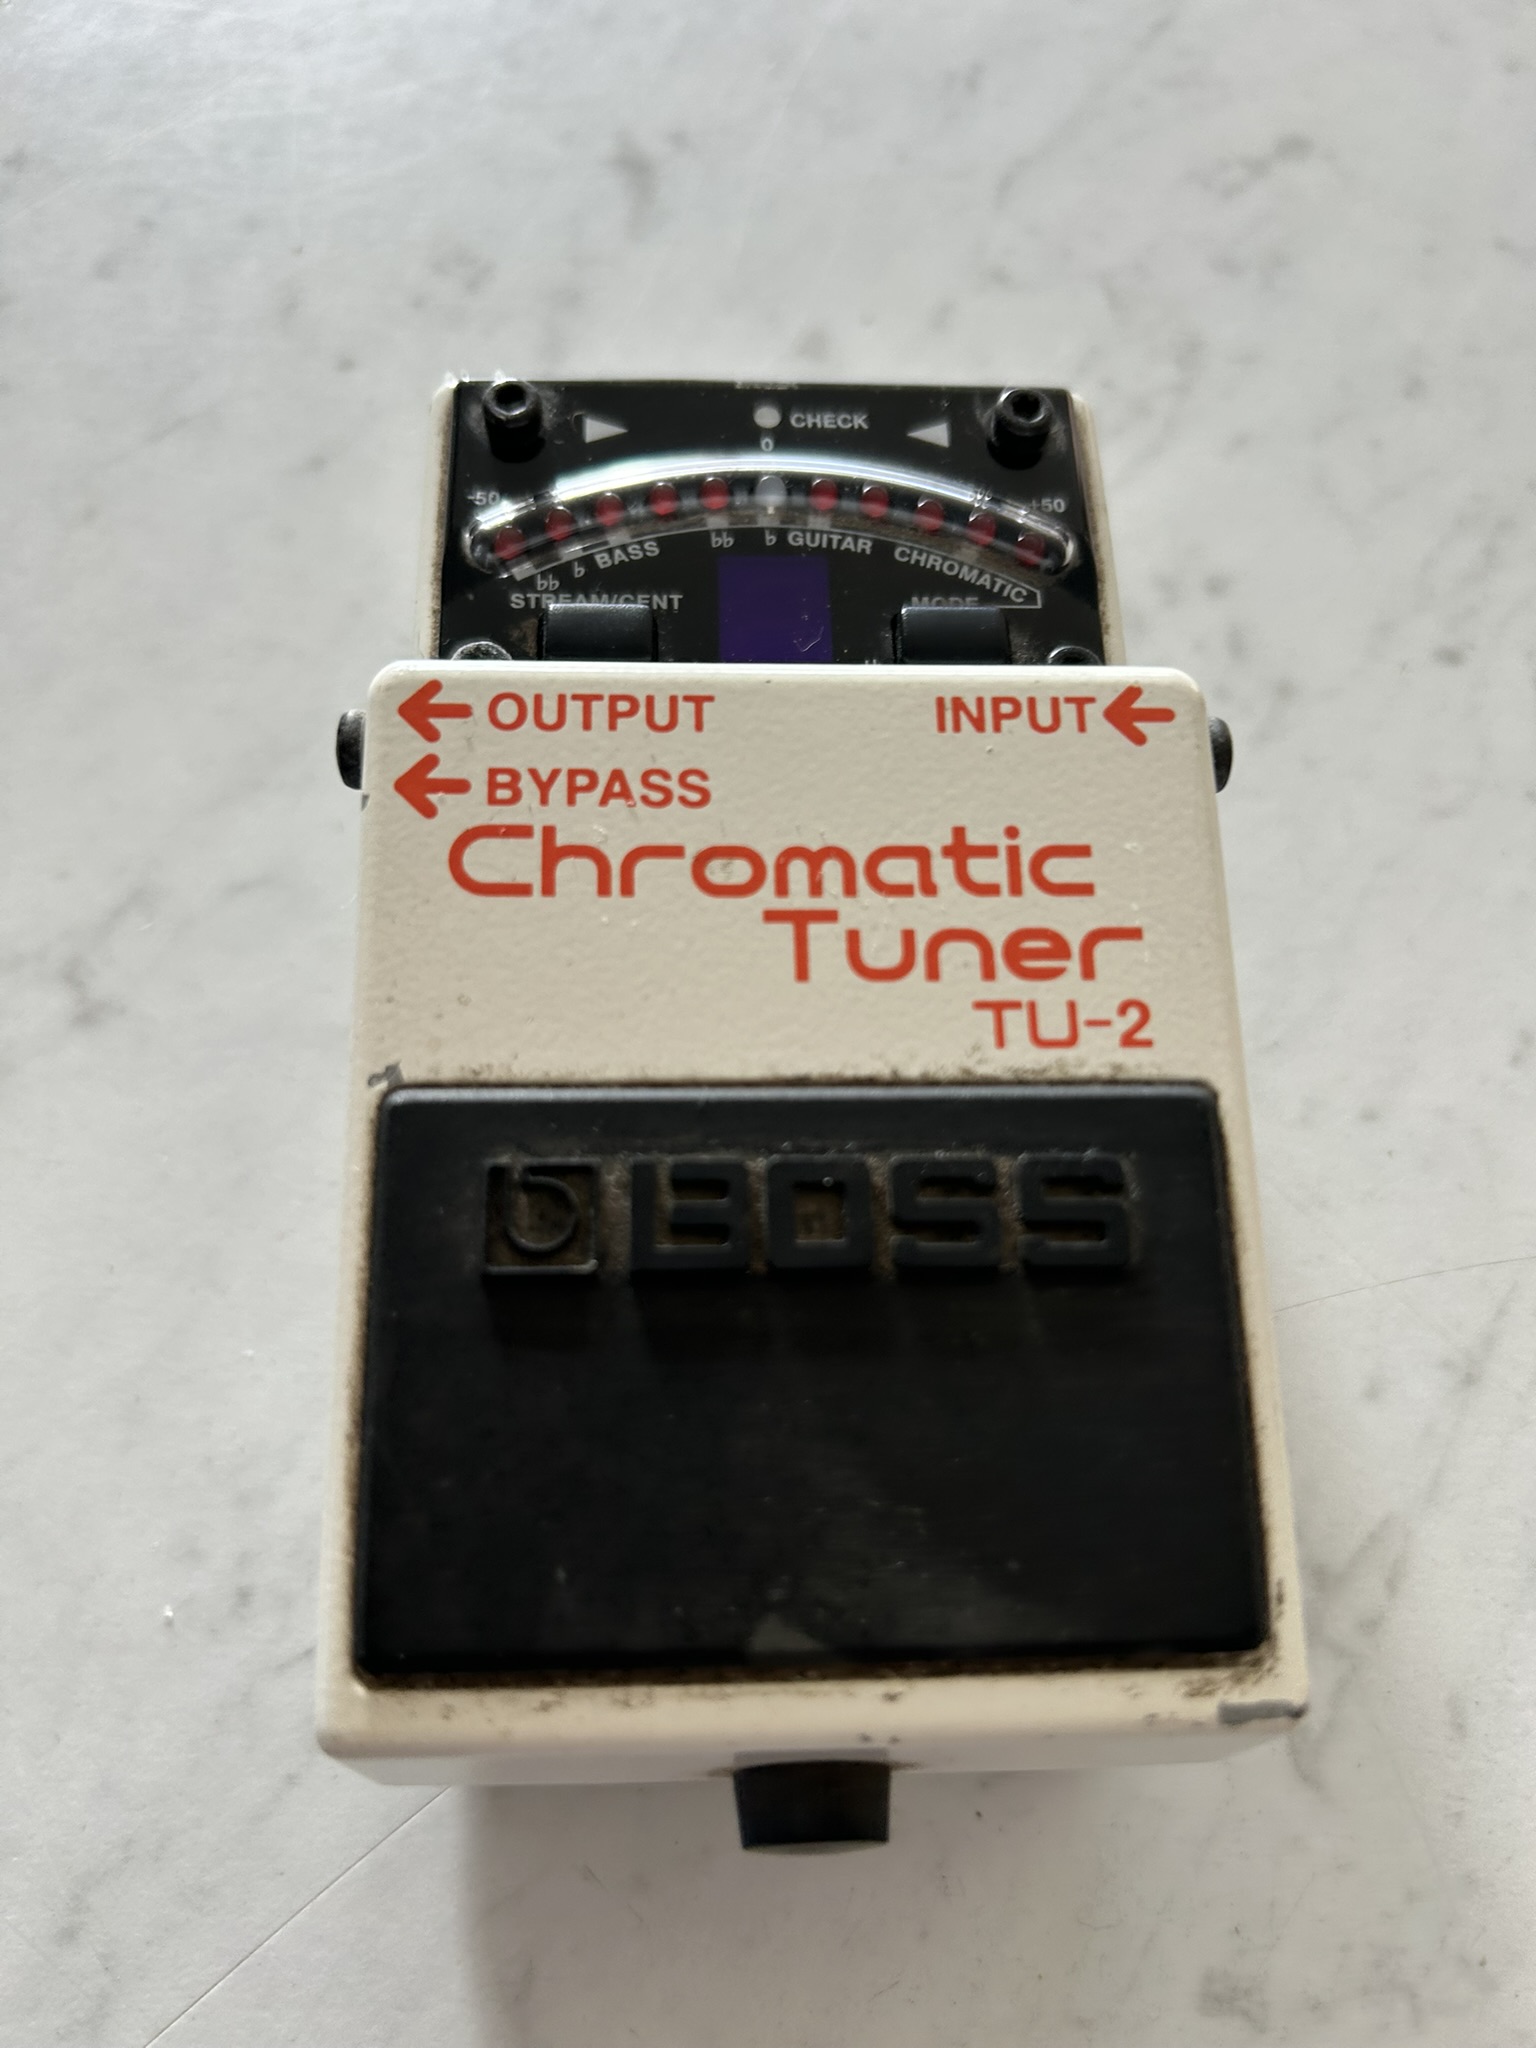 CHECK
0
-50
+50
♭♭ ♭ BASS
♭♭ ♭ GUITAR
CHROMATIC
STREAM/CENT
MODE
OUTPUT
INPUT
BYPASS
Chromatic
Tuner
TU-2
BOSS